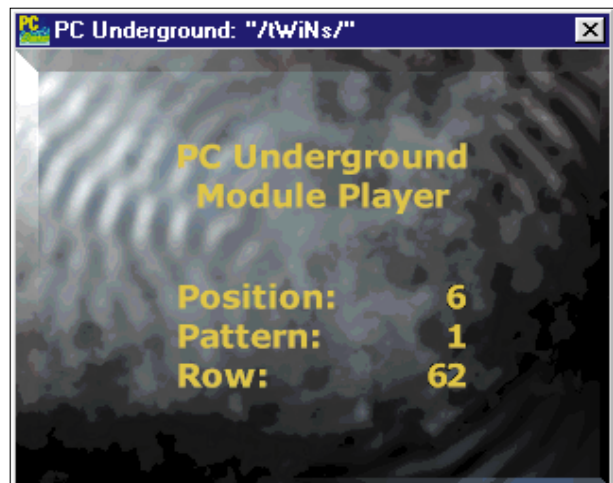 PC Underground: "/tWiNs/"
PC Underground
Module Player
Position: 6
Pattern: 1
Row: 62